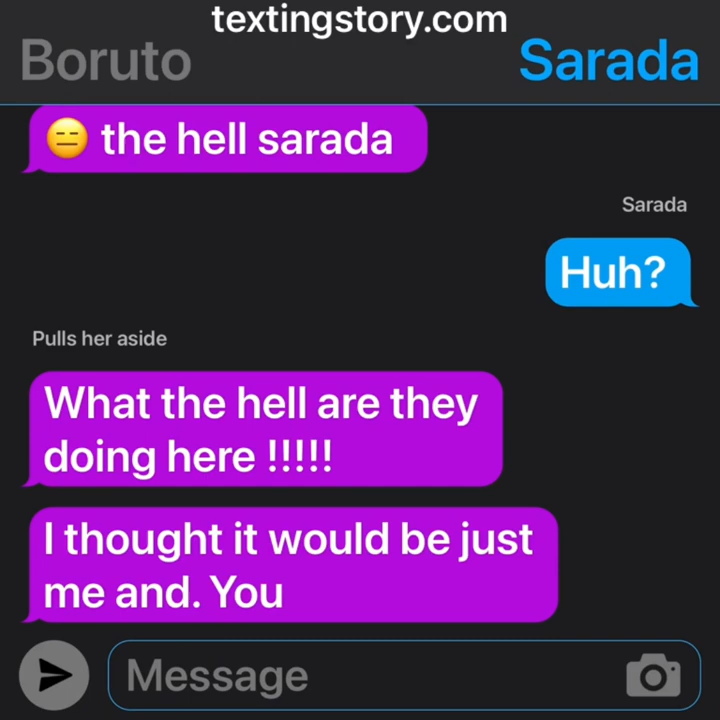 textingstory.com
Boruto
Sarada
😑 the hell sarada
Sarada
Huh?
Pulls her aside
What the hell are they
doing here !!!!!
I thought it would be just
me and. You
Message